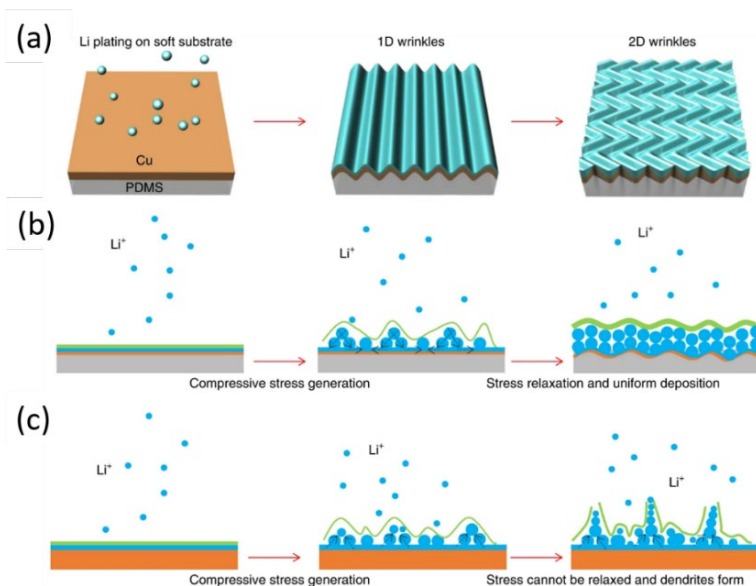 (a)
Li plating on soft substrate
1D wrinkles
2D wrinkles
Cu
PDMS
(b)
Li⁺
Li⁺
Li⁺
Compressive stress generation
Stress relaxation and uniform deposition
(c)
Li⁺
Li⁺
Li⁺
Compressive stress generation
Stress cannot be relaxed and dendrites form